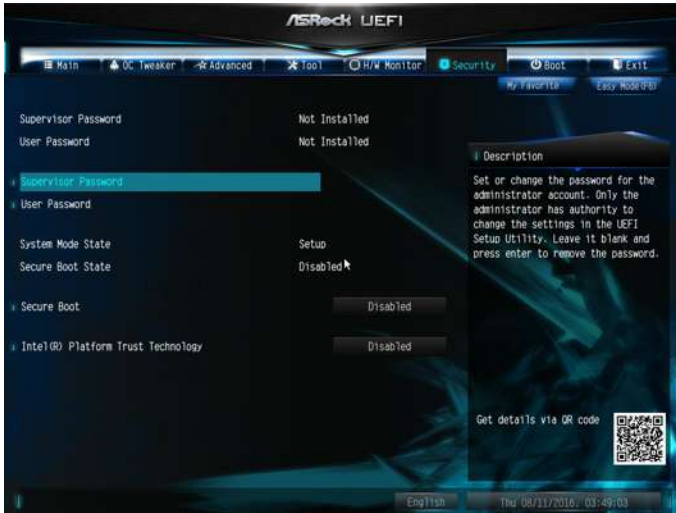 ASRock UEFI
Main OC Tweaker Advanced Tool H/W Monitor Security Boot Exit
My Favorite Easy Mode(F6)
Supervisor Password Not Installed
User Password Not Installed
Supervisor Password
User Password
System Mode State Setup
Secure Boot State Disabled
Secure Boot Disabled
Intel(R) Platform Trust Technology Disabled
Description
Set or change the password for the
administrator account. Only the
administrator has authority to
change the settings in the UEFI
Setup Utility. Leave it blank and
press enter to remove the password.
Get details via QR code
English Thu 08/11/2016, 03:49:03